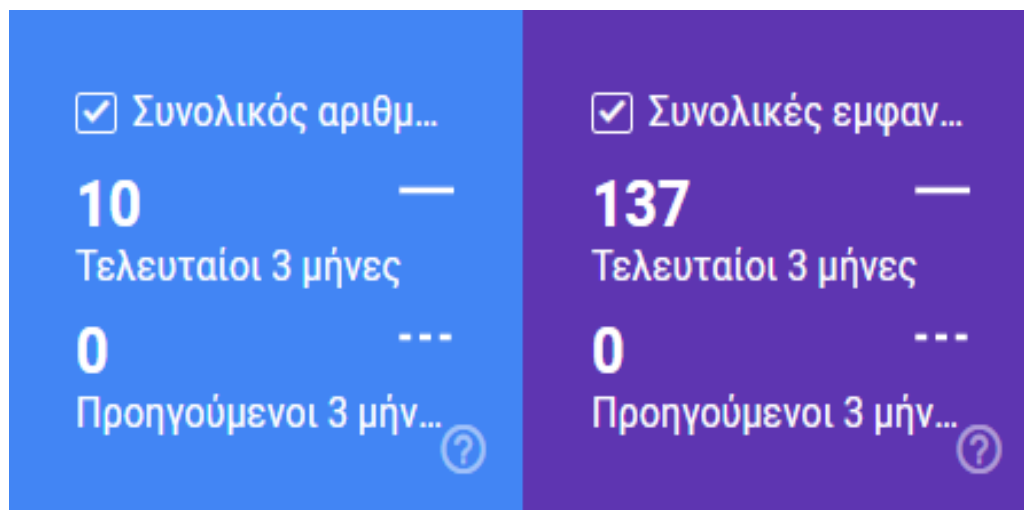 Συνολικός αριθμ...
10
Τελευταίοι 3 μήνες
0
Προηγούμενοι 3 μήν...
Συνολικές εμφαν...
137
Τελευταίοι 3 μήνες
0
Προηγούμενοι 3 μήν...